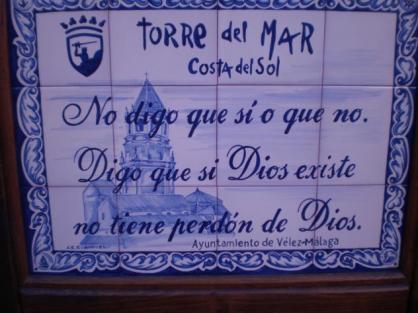 TORRE del MAR
Costa del Sol
No digo que sí o que no.
Digo que si Dios existe
no tiene perdón de Dios.
Ayuntamiento de Vélez-Málaga